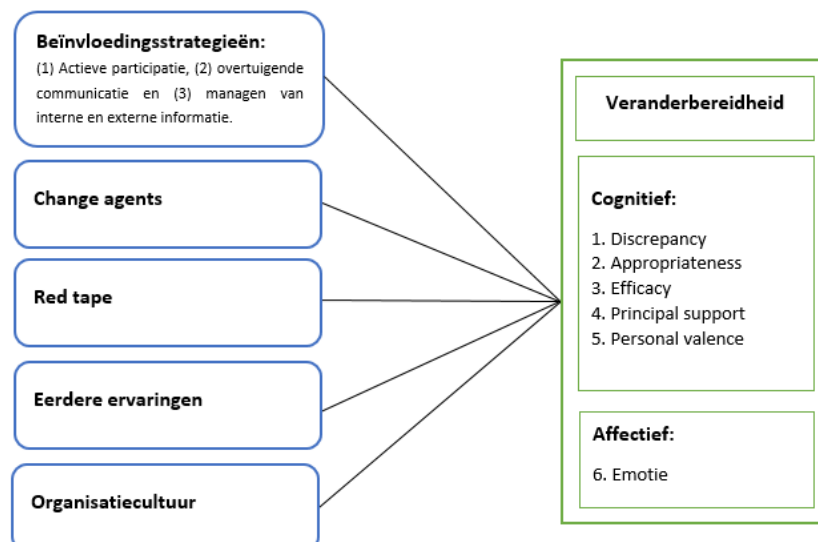 Beïnvloedingsstrategieën:
(1) Actieve participatie, (2) overtuigende
communicatie en (3) managen van
interne en externe informatie.
Change agents
Red tape
Eerdere ervaringen
Organisatiecultuur
Veranderbereidheid
Cognitief:
1. Discrepancy
2. Appropriateness
3. Efficacy
4. Principal support
5. Personal valence
Affectief:
6. Emotie